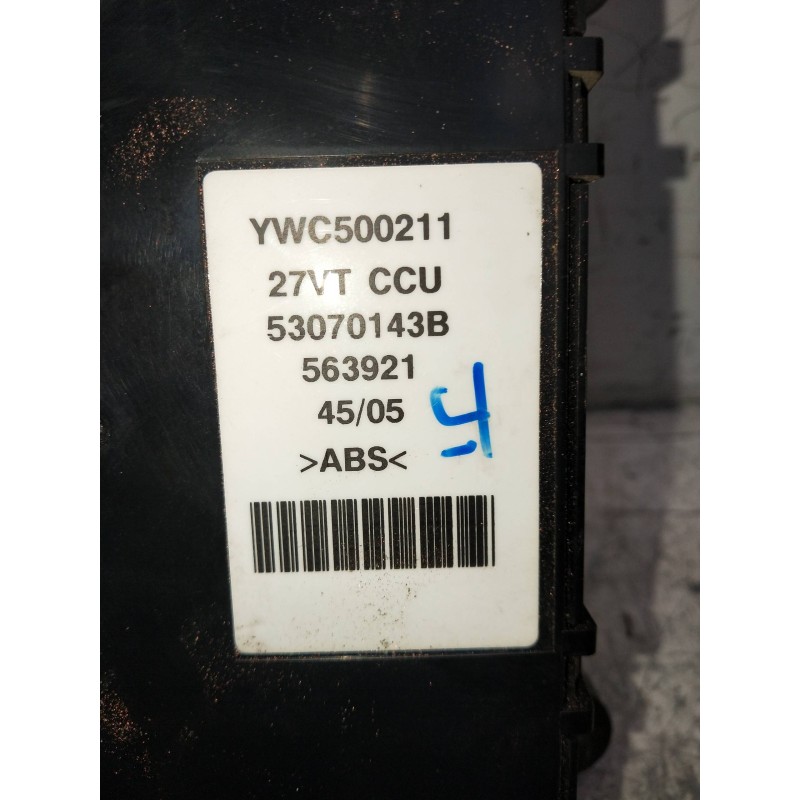 YWC500211
27VT CCU
53070143B
563921
45/05
>ABS<
4